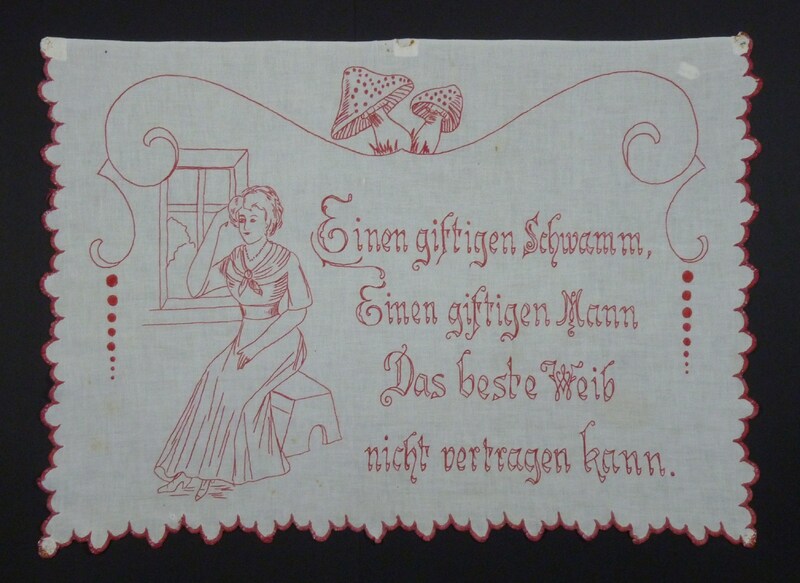 Einen giftigen Schwamm,
Einen giftigen Mann
Das beste Weib
nicht vertragen kann.